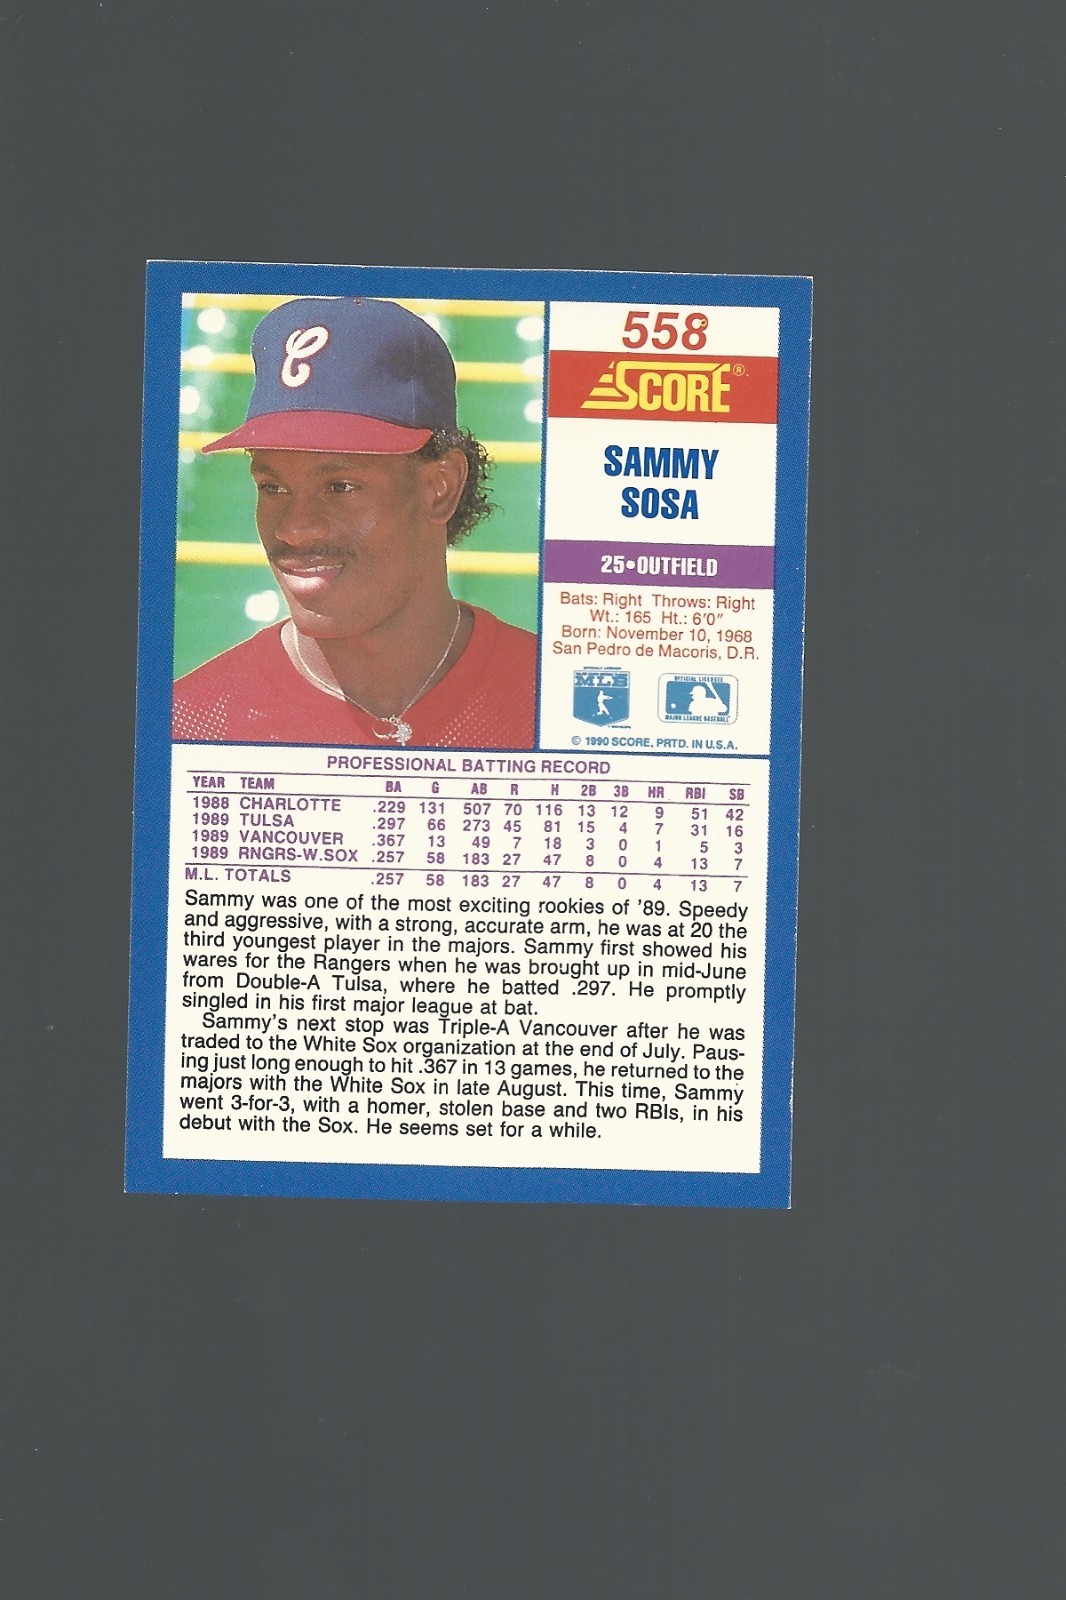 C
558
SCORE®
SAMMY
SOSA
25•OUTFIELD
Bats: Right Throws: Right
Wt.: 165 Ht.: 6'0"
Born: November 10, 1968
San Pedro de Macoris, D.R.
MLB
OFFICIAL LICENSEE
MAJOR LEAGUE BASEBALL
© 1990 SCORE, PRTD. IN U.S.A.
PROFESSIONAL BATTING RECORD
YEAR TEAM BA G AB R H 2B 3B HR RBI SB
1988 CHARLOTTE .229 131 507 70 116 13 12 9 51 42
1989 TULSA .297 66 273 45 81 15 4 7 31 16
1989 VANCOUVER .367 13 49 7 18 3 0 1 5 3
1989 RNGRS-W.SOX .257 58 183 27 47 8 0 4 13 7
M.L. TOTALS .257 58 183 27 47 8 0 4 13 7
Sammy was one of the most exciting rookies of '89. Speedy
and aggressive, with a strong, accurate arm, he was at 20 the
third youngest player in the majors. Sammy first showed his
wares for the Rangers when he was brought up in mid-June
from Double-A Tulsa, where he batted .297. He promptly
singled in his first major league at bat.
Sammy's next stop was Triple-A Vancouver after he was
traded to the White Sox organization at the end of July. Paus-
ing just long enough to hit .367 in 13 games, he returned to the
majors with the White Sox in late August. This time, Sammy
went 3-for-3, with a homer, stolen base and two RBIs, in his
debut with the Sox. He seems set for a while.